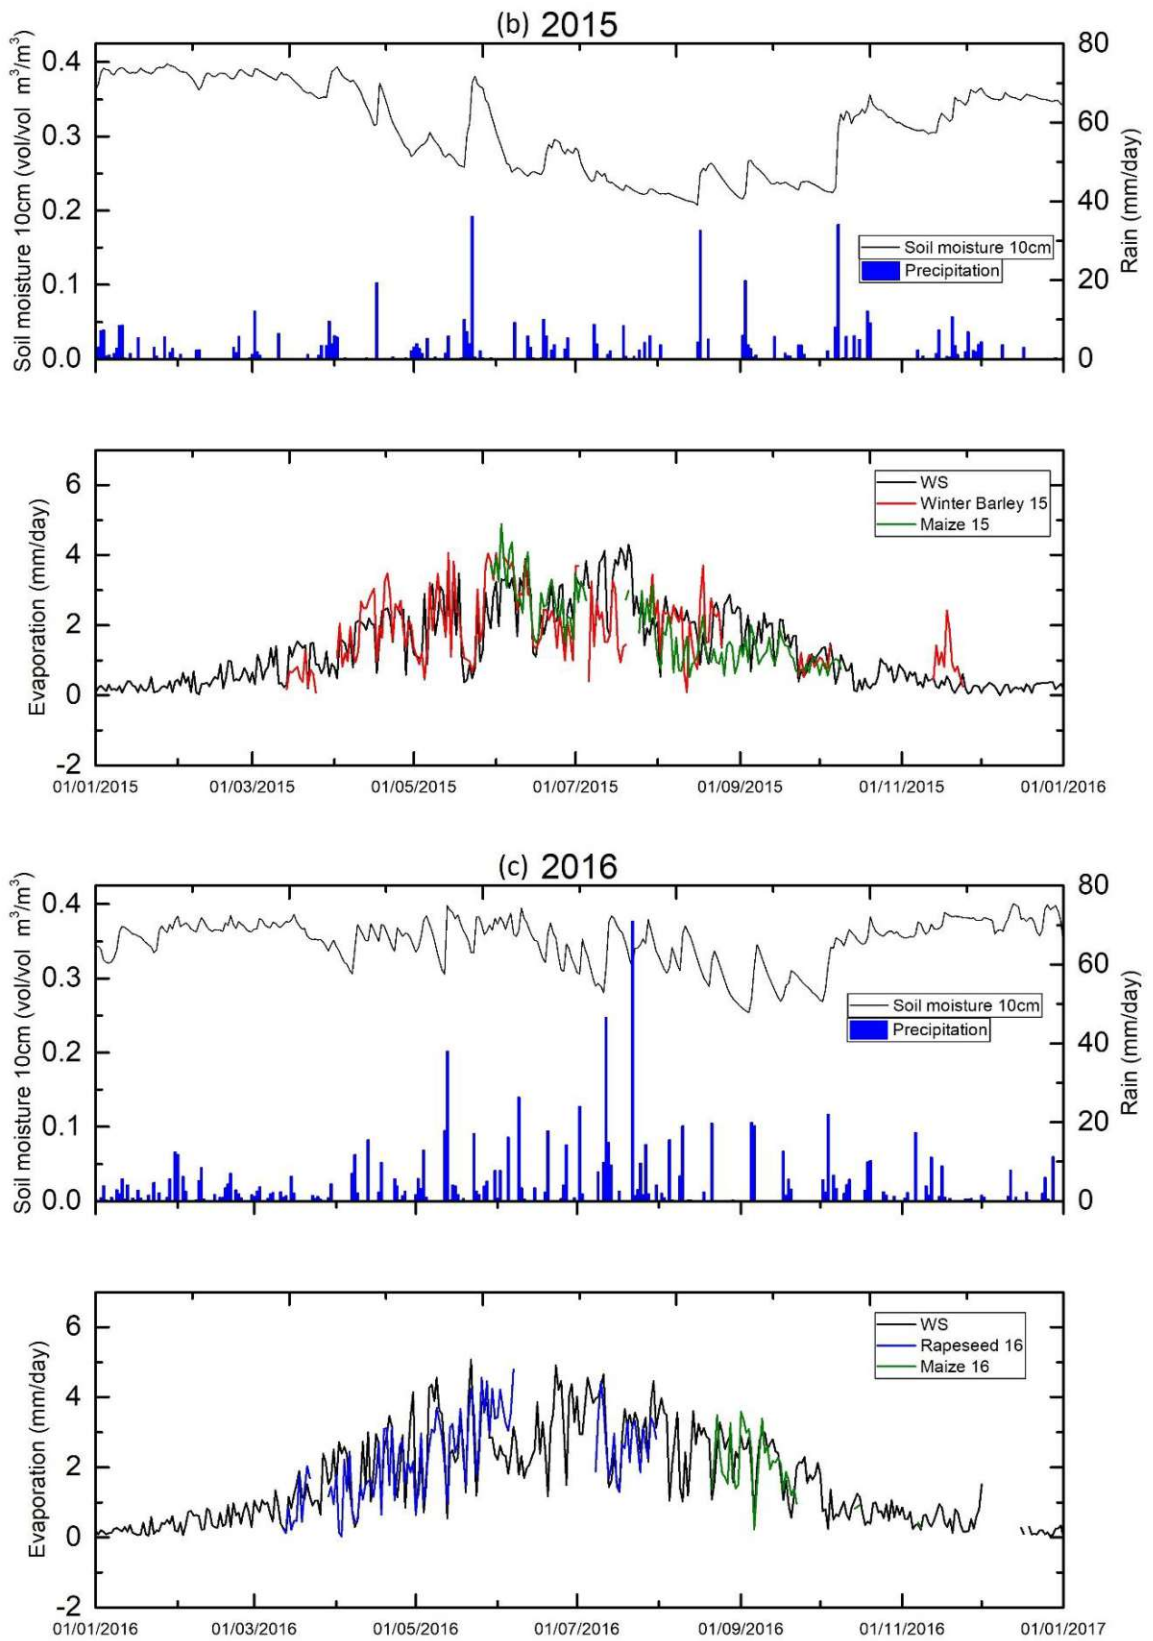 (b) 2015
Soil moisture 10cm (vol/vol m³/m³)
0.4
0.3
0.2
0.1
0.0
80
60
40
20
0
Rain (mm/day)
Soil moisture 10cm
Precipitation
Evaporation (mm/day)
6
4
2
0
-2
WS
Winter Barley 15
Maize 15
01/01/2015 01/03/2015 01/05/2015 01/07/2015 01/09/2015 01/11/2015 01/01/2016
(c) 2016
Soil moisture 10cm (vol/vol m³/m³)
0.4
0.3
0.2
0.1
0.0
80
60
40
20
0
Rain (mm/day)
Soil moisture 10cm
Precipitation
Evaporation (mm/day)
6
4
2
0
-2
WS
Rapeseed 16
Maize 16
01/01/2016 01/03/2016 01/05/2016 01/07/2016 01/09/2016 01/11/2016 01/01/2017